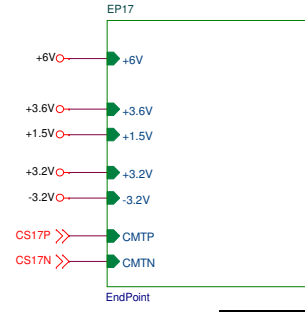 EP17
+6V +6V
+3.6V +3.6V
+1.5V +1.5V
+3.2V +3.2V
-3.2V -3.2V
CS17P CMTP
CS17N CMTN
EndPoint